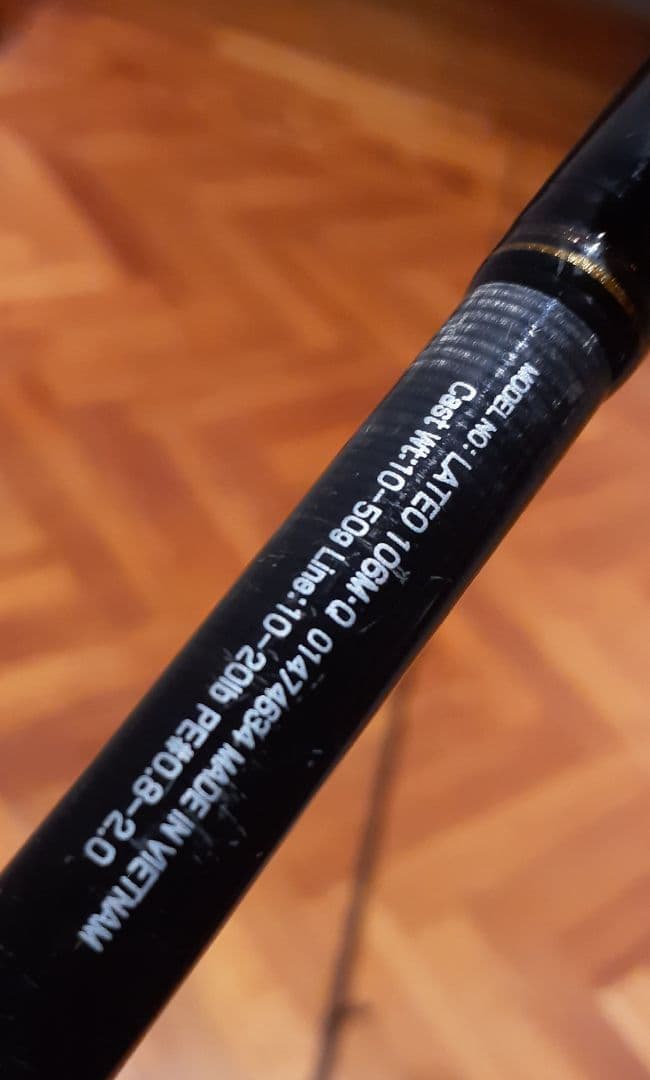 MODEL NO: LATEO 106M·Q 01474634 MADE IN VIETNAM
Cast Wt:10-50g Line:10-20lb PE#0.8-2.0